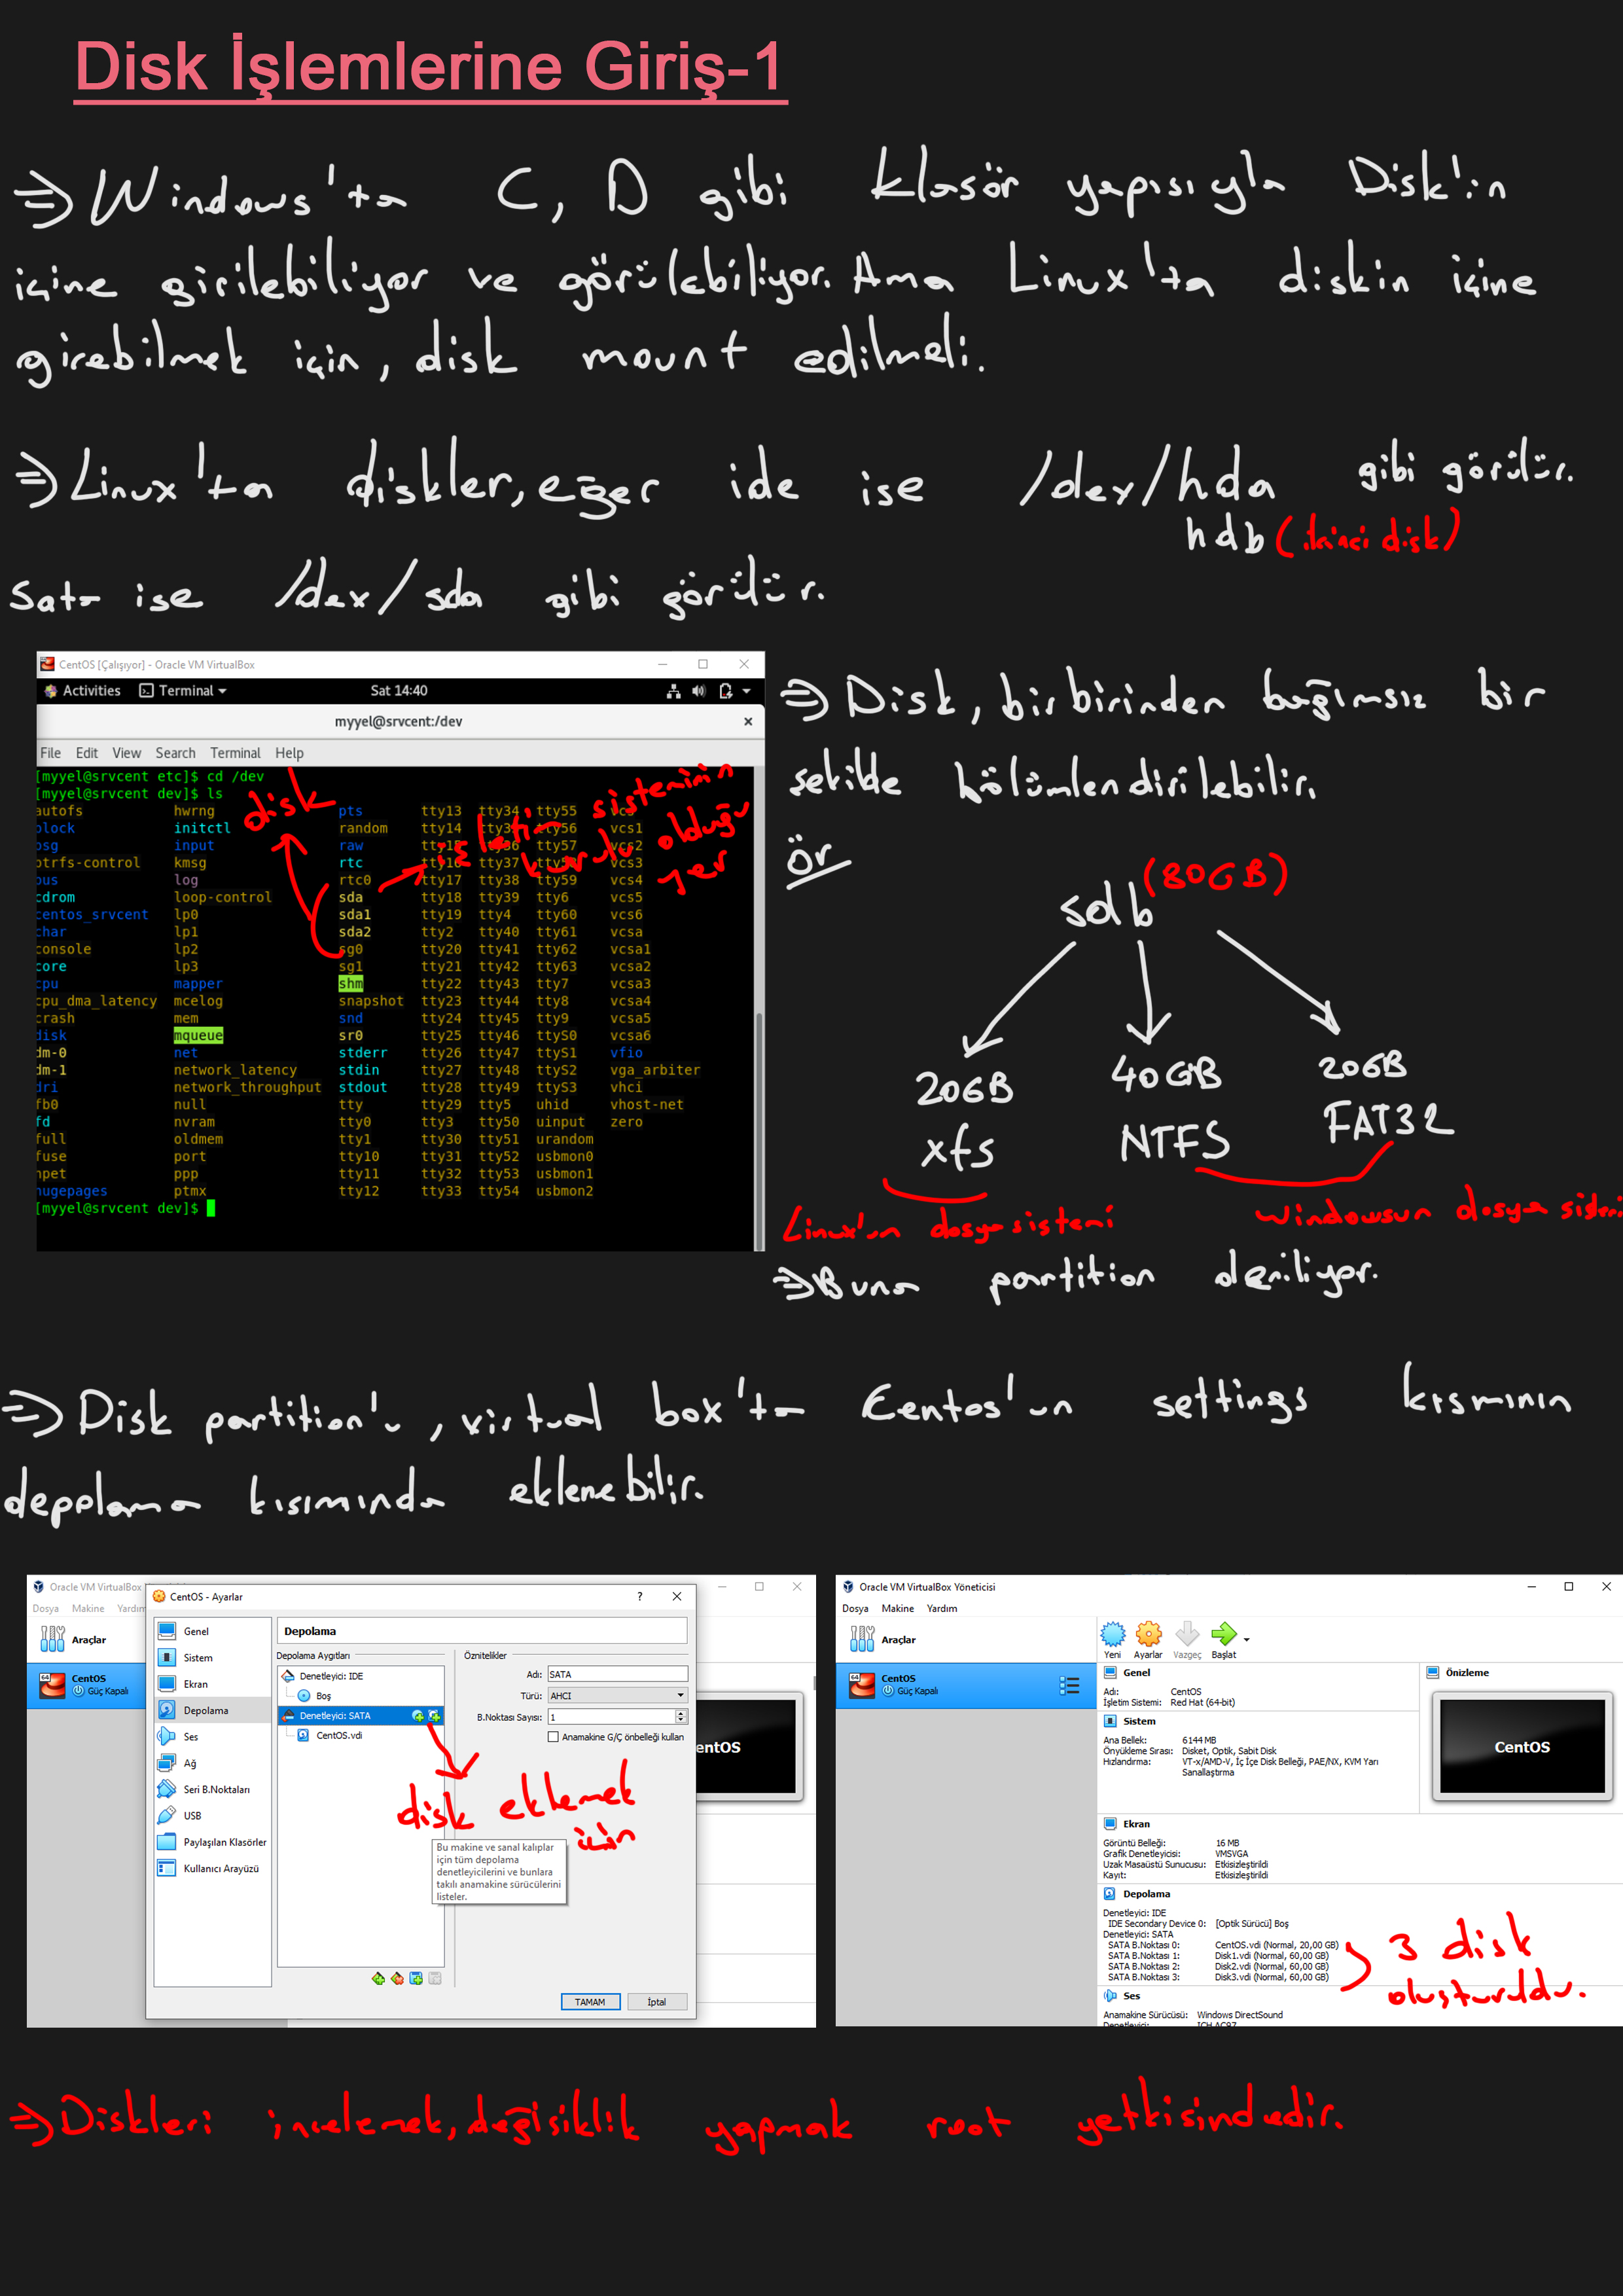 Disk İşlemlerine Giriş-1
⇒ Windows'ta C, D gibi klasör yapısıyla Disk'in
içine girilebiliyor ve görülebiliyor. Ama Linux'ta diskin içine
girebilmek için, disk mount edilmeli.
⇒ Linux'ta diskler, eğer ide ise /dex/hda gibi görülür.
hdb (ikinci disk)
Sata ise /dex/sda gibi görülür.
CentOS [Çalışıyor] - Oracle VM VirtualBox
Activities Terminal Sat 14:40
myyel@srvcent:/dev
File Edit View Search Terminal Help
[myyel@srvcent etc]$ cd /dev
[myyel@srvcent dev]$ ls
autofs hwrng pts tty13 tty34 tty55 vcs
block initctl random tty14 tty35 tty56 vcs1
bsg input raw tty15 tty36 tty57 vcs2
btrfs-control kmsg rtc tty16 tty37 tty58 vcs3
bus log rtc0 tty17 tty38 tty59 vcs4
cdrom loop-control sda tty18 tty39 tty6 vcs5
centos_srvcent lp0 sda1 tty19 tty4 tty60 vcs6
char lp1 sda2 tty2 tty40 tty61 vcsa
console lp2 sg0 tty20 tty41 tty62 vcsa1
core lp3 sg1 tty21 tty42 tty63 vcsa2
cpu mapper shm tty22 tty43 tty7 vcsa3
cpu_dma_latency mcelog snapshot tty23 tty44 tty8 vcsa4
crash mem snd tty24 tty45 tty9 vcsa5
disk mqueue sr0 tty25 tty46 ttyS0 vcsa6
dm-0 net stderr tty26 tty47 ttyS1 vfio
dm-1 network_latency stdin tty27 tty48 ttyS2 vga_arbiter
dri network_throughput stdout tty28 tty49 ttyS3 vhci
fb0 null tty tty29 tty5 uhid vhost-net
fd nvram tty0 tty3 tty50 uinput zero
full oldmem tty1 tty30 tty51 urandom
fuse port tty10 tty31 tty52 usbmon0
hpet ppp tty11 tty32 tty53 usbmon1
hugepages ptmx tty12 tty33 tty54 usbmon2
[myyel@srvcent dev]$
disk
işletim sisteminin
kurulu olduğu
yer
⇒ Disk, birbirinden bağımsız bir
sekilde bölümlendirilebilir.
ör
sdb (80GB)
20GB 40GB 20GB
xfs NTFS FAT32
Linux'un dosya sistemi
windowsun dosya sistemi
⇒ Buna partition deniliyor.
⇒ Disk partition'u, virtual box'ta Centos'un settings kısmının
depolama kısımında eklenebilir.
Oracle VM VirtualBox
Dosya Makine Yardım
Araçlar
CentOS
Güç Kapalı
CentOS - Ayarlar
Genel
Sistem
Ekran
Depolama
Ses
Ağ
Seri B.Noktaları
USB
Paylaşılan Klasörler
Kullanıcı Arayüzü
Depolama
Depolama Aygıtları
Denetleyici: IDE
Boş
Denetleyici: SATA
CentOS.vdi
Öznitelikler
Adı: SATA
Türü: AHCI
B.Noktası Sayısı: 1
Anamakine G/Ç önbelleği kullan
entOS
disk eklemek
için
Bu makine ve sanal kalıplar
için tüm depolama
denetleyicilerini ve bunlara
takılı anamakine sürücülerini
listeler.
TAMAM İptal
Oracle VM VirtualBox Yöneticisi
Dosya Makine Yardım
Araçlar
CentOS
Güç Kapalı
Yeni Ayarlar Vazgeç Başlat
Genel
Adı: CentOS
İşletim Sistemi: Red Hat (64-bit)
Önizleme
CentOS
Sistem
Ana Bellek: 6144 MB
Önyükleme Sırası: Disket, Optik, Sabit Disk
Hızlandırma: VT-x/AMD-V, İç İçe Disk Belleği, PAE/NX, KVM Yarı
Sanallaştırma
Ekran
Görüntü Belleği: 16 MB
Grafik Denetleyicisi: VMSVGA
Uzak Masaüstü Sunucusu: Etkisizleştirildi
Kayıt: Etkisizleştirildi
Depolama
Denetleyici: IDE
IDE Secondary Device 0: [Optik Sürücü] Boş
Denetleyici: SATA
SATA B.Noktası 0: CentOS.vdi (Normal, 20,00 GB)
SATA B.Noktası 1: Disk1.vdi (Normal, 60,00 GB)
SATA B.Noktası 2: Disk2.vdi (Normal, 60,00 GB)
SATA B.Noktası 3: Disk3.vdi (Normal, 60,00 GB)
3 disk
oluşturuldu.
Ses
Anamakine Sürücüsü: Windows DirectSound
Denetleyici: ICH AC97
⇒ Diskleri incelemek, değişiklik yapmak root yetkisindedir.